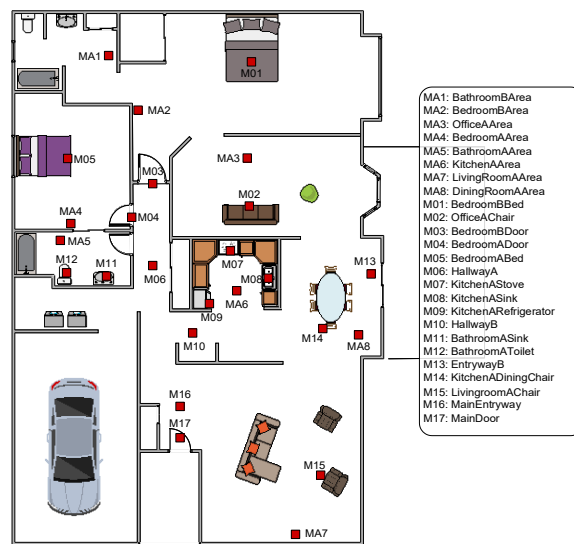 MA1
M01
MA2
M05
MA3
M03
M02
MA4
M04
MA5
M12
M11
M06
M07
M08
M13
MA6
M09
M14
M10
MA8
M16
M17
M15
MA7
MA1: BathroomBArea
MA2: BedroomBArea
MA3: OfficeAArea
MA4: BedroomAArea
MA5: BathroomAArea
MA6: KitchenAArea
MA7: LivingRoomAArea
MA8: DiningRoomAArea
M01: BedroomBBed
M02: OfficeAChair
M03: BedroomBDoor
M04: BedroomADoor
M05: BedroomABed
M06: HallwayA
M07: KitchenAStove
M08: KitchenASink
M09: KitchenARefrigerator
M10: HallwayB
M11: BathroomASink
M12: BathroomAToilet
M13: EntrywayB
M14: KitchenADiningChair
M15: LivingroomAChair
M16: MainEntryway
M17: MainDoor